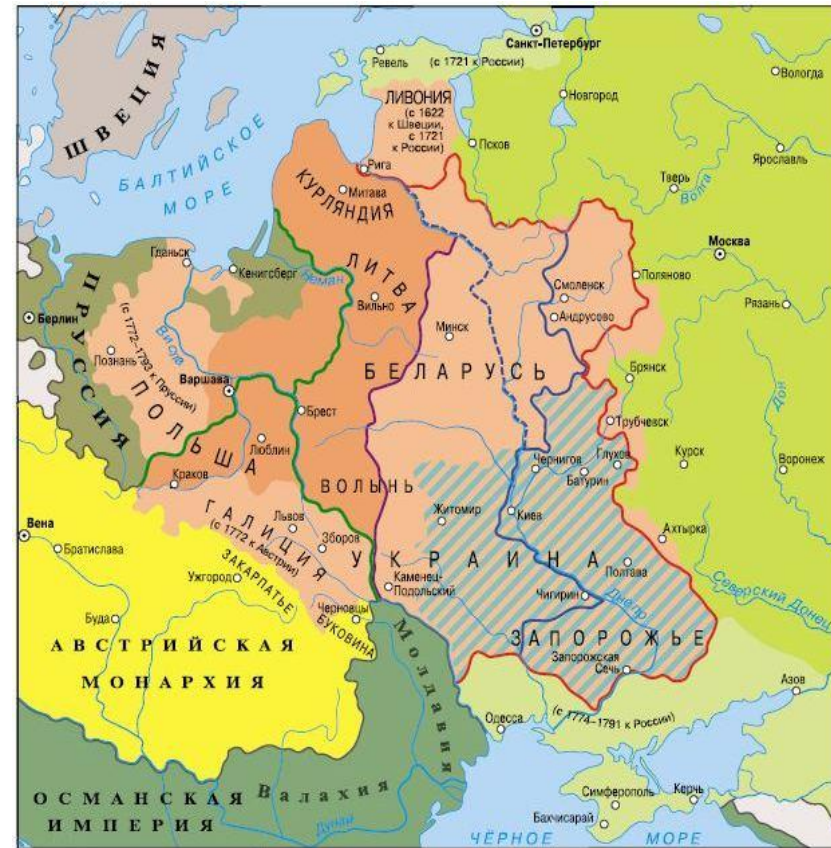 Санкт-Петербург
Ревель
(с 1721 к России)
Вологда
Новгород
ЛИВОНИЯ
(с 1622
к Швеции,
с 1721
к России)
ШВЕЦИЯ
Псков
Ярославль
БАЛТИЙСКОЕ
МОРЕ
Рига
Тверь
Волга
Митава
КУРЛЯНДИЯ
Москва
Гданьск
Кенигсберг
Неман
ЛИТВА
Смоленск
Поляново
Андрусово
Рязань
ПРУССИЯ
Берлин
(с 1772–1793 к Пруссии)
Висла
Вильно
Минск
Познань
БЕЛАРУСЬ
Брянск
Дон
Варшава
ПОЛЬША
Брест
Трубчевск
Люблин
Чернигов
Глухов
Курск
Воронеж
Батурин
Краков
ВОЛЫНЬ
Житомир
Киев
Вена
ГАЛИЦИЯ
(с 1772 к Австрии)
Львов
Зборов
Ахтырка
Братислава
УКРАИНА
Полтава
ЗАКАРПАТЬЕ
Ужгород
Каменец-
Подольский
Чигирин
Днепр
Северский Донец
Буда
Черновцы
БУКОВИНА
ЗАПОРОЖЬЕ
Запорожская
Сечь
АВСТРИЙСКАЯ
МОНАРХИЯ
Молдавия
Азов
Одесса
(с 1774–1791 к России)
ОСМАНСКАЯ
ИМПЕРИЯ
Валахия
Дунай
Симферополь
Керчь
Бахчисарай
ЧЁРНОЕ МОРЕ